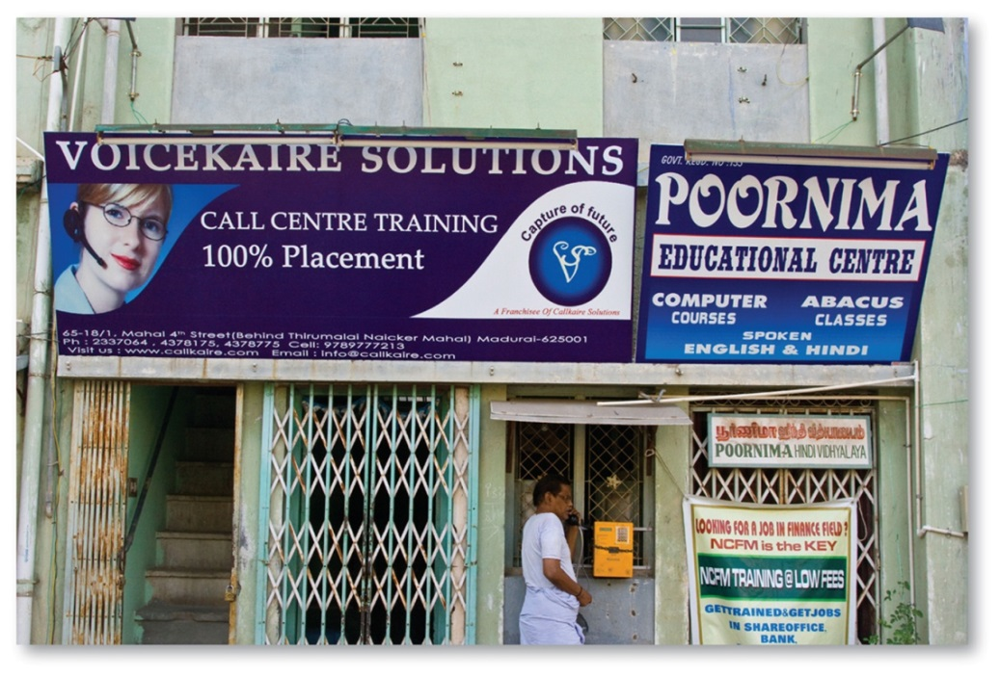 VOICEKAIRE SOLUTIONS
CALL CENTRE TRAINING
100% Placement
Capture of future
A Franchisee Of Callkaire Solutions
65-18/1, Mahal 4th Street(Behind Thirumalai Naicker Mahal) Madurai-625001
Ph : 2337064 , 4378175, 4378775 Cell: 9789777213
Visit us : www.callkaire.com Email : info@callkaire.com
GOVT. REGD. NO :133
POORNIMA
EDUCATIONAL CENTRE
COMPUTER
COURSES
ABACUS
CLASSES
SPOKEN
ENGLISH & HINDI
பூர்ணிமா ஹிந்தி வித்யாலயம்
POORNIMA HINDI VIDHYALAYA
LOOKING FOR A JOB IN FINANCE FIELD?
NCFM is the KEY
NCFM TRAINING @ LOW FEES
GETTRAINED&GETJOBS
IN SHAREOFFICE,
BANK,